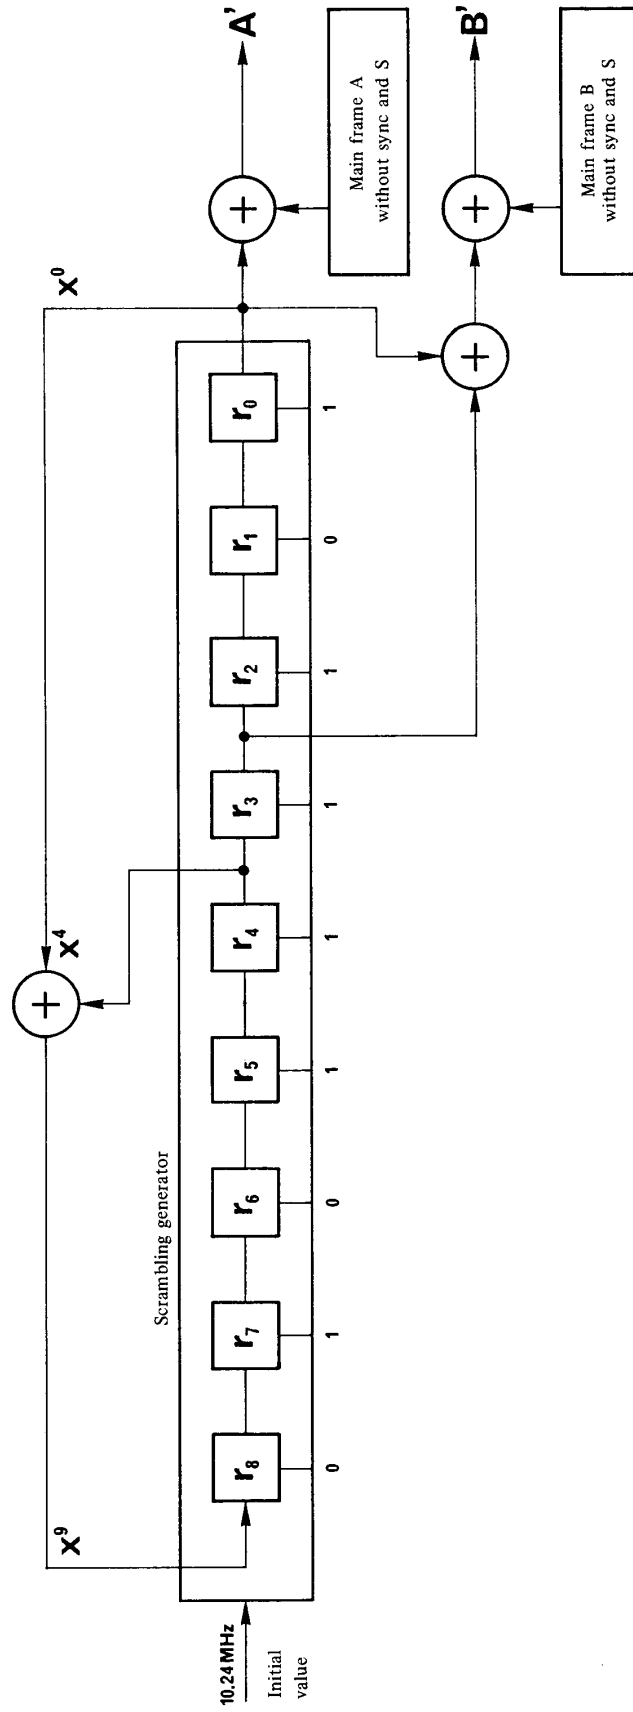 X⁹
X⁴
X⁰
Scrambling generator
10.24 MHz
Initial
value
r₈
r₇
r₆
r₅
r₄
r₃
r₂
r₁
r₀
0
1
0
1
1
1
1
0
1
A'
Main frame A
without sync and S
B'
Main frame B
without sync and S